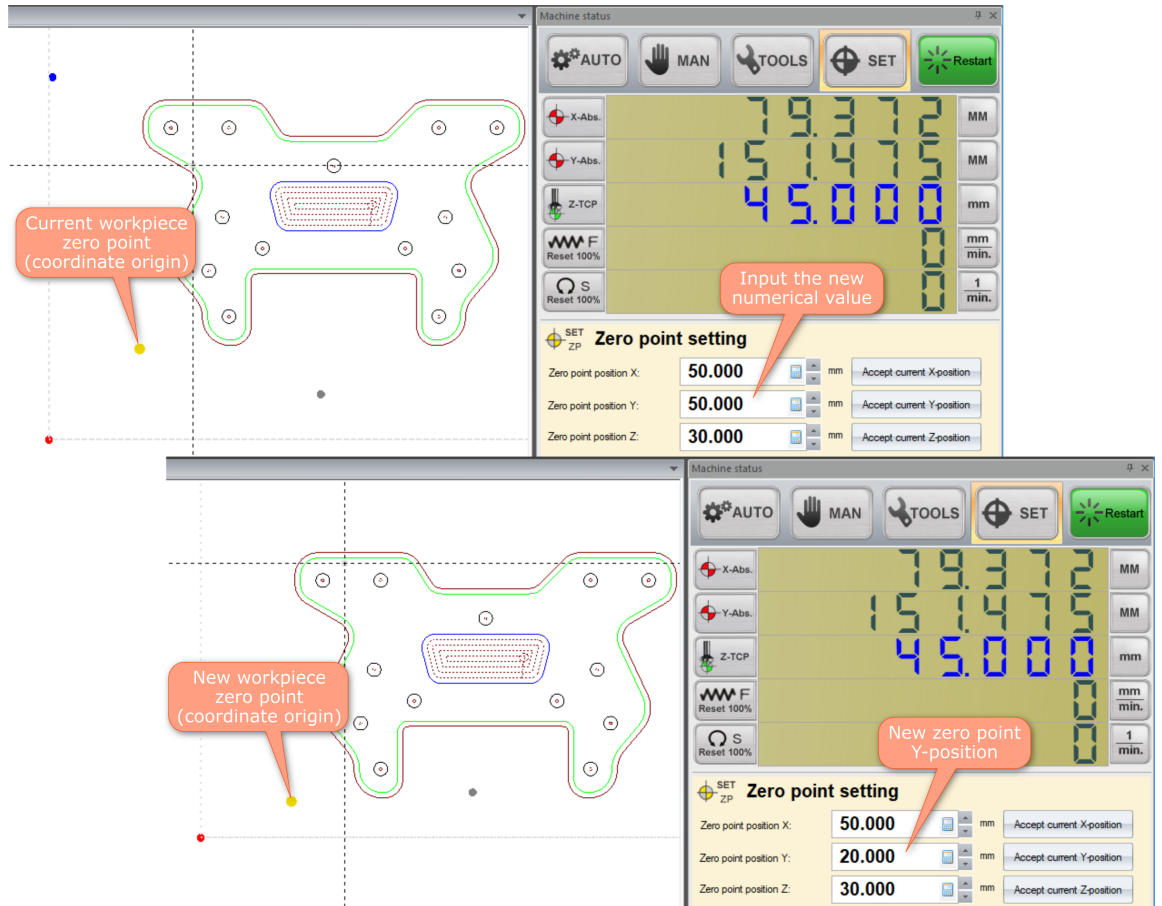 Machine status
AUTO
MAN
TOOLS
SET
Restart
X-Abs.
79.372
MM
Y-Abs.
151.475
MM
Z-TCP
45.000
mm
F
Reset 100%
0
mm
min.
S
Reset 100%
0
1
min.
Current workpiece
zero point
(coordinate origin)
Input the new
numerical value
SET
ZP
Zero point setting
Zero point position X:
50.000
mm
Accept current X-position
Zero point position Y:
50.000
mm
Accept current Y-position
Zero point position Z:
30.000
mm
Accept current Z-position
Machine status
AUTO
MAN
TOOLS
SET
Restart
X-Abs.
79.372
MM
Y-Abs.
151.475
MM
Z-TCP
45.000
mm
F
Reset 100%
0
mm
min.
S
Reset 100%
0
1
min.
New workpiece
zero point
(coordinate origin)
New zero point
Y-position
SET
ZP
Zero point setting
Zero point position X:
50.000
mm
Accept current X-position
Zero point position Y:
20.000
mm
Accept current Y-position
Zero point position Z:
30.000
mm
Accept current Z-position